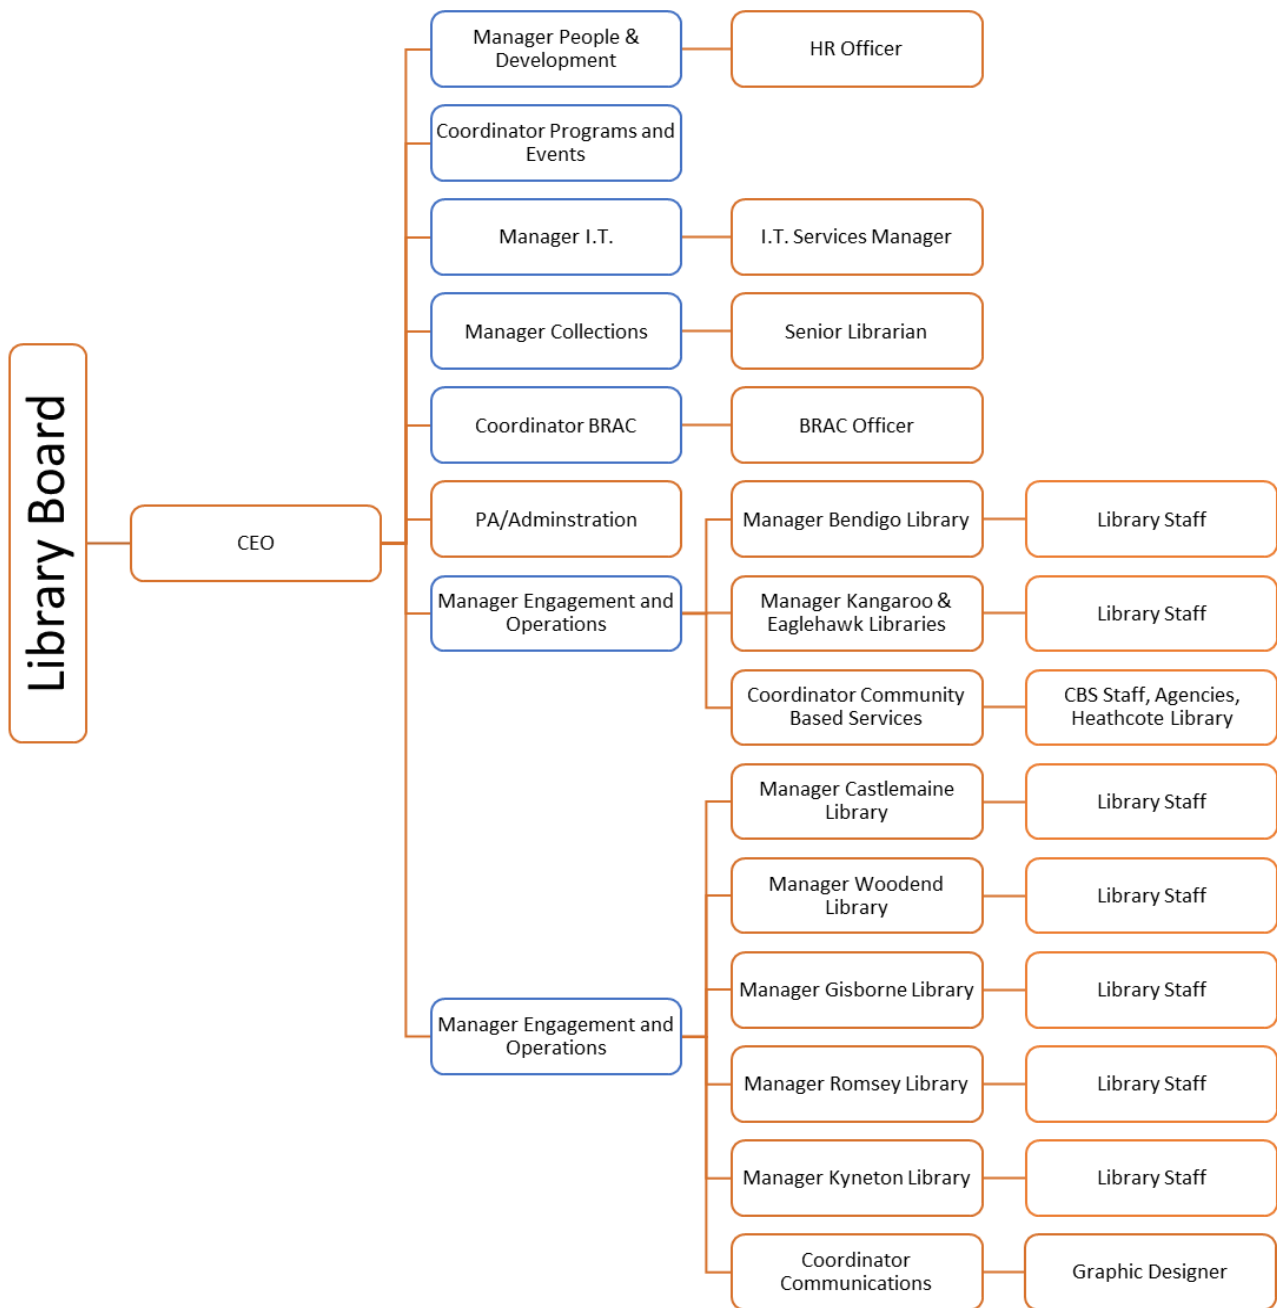 Library Board
CEO
Manager People &
Development
HR Officer
Coordinator Programs and
Events
Manager I.T.
I.T. Services Manager
Manager Collections
Senior Librarian
Coordinator BRAC
BRAC Officer
PA/Adminstration
Manager Engagement and
Operations
Manager Bendigo Library
Library Staff
Manager Kangaroo &
Eaglehawk Libraries
Library Staff
Coordinator Community
Based Services
CBS Staff, Agencies,
Heathcote Library
Manager Engagement and
Operations
Manager Castlemaine
Library
Library Staff
Manager Woodend
Library
Library Staff
Manager Gisborne Library
Library Staff
Manager Romsey Library
Library Staff
Manager Kyneton Library
Library Staff
Coordinator
Communications
Graphic Designer